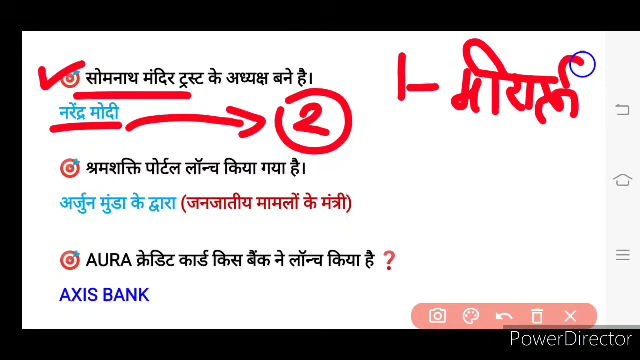 🎯 सोमनाथ मंदिर ट्रस्ट के अध्यक्ष बने है।
नरेंद्र मोदी
2
1-
🎯 श्रमशक्ति पोर्टल लॉन्च किया गया है।
अर्जुन मुंडा के द्वारा (जनजातीय मामलों के मंत्री)
🎯 AURA क्रेडिट कार्ड किस बैंक ने लॉन्च किया है ❓
AXIS BANK
PowerDirector